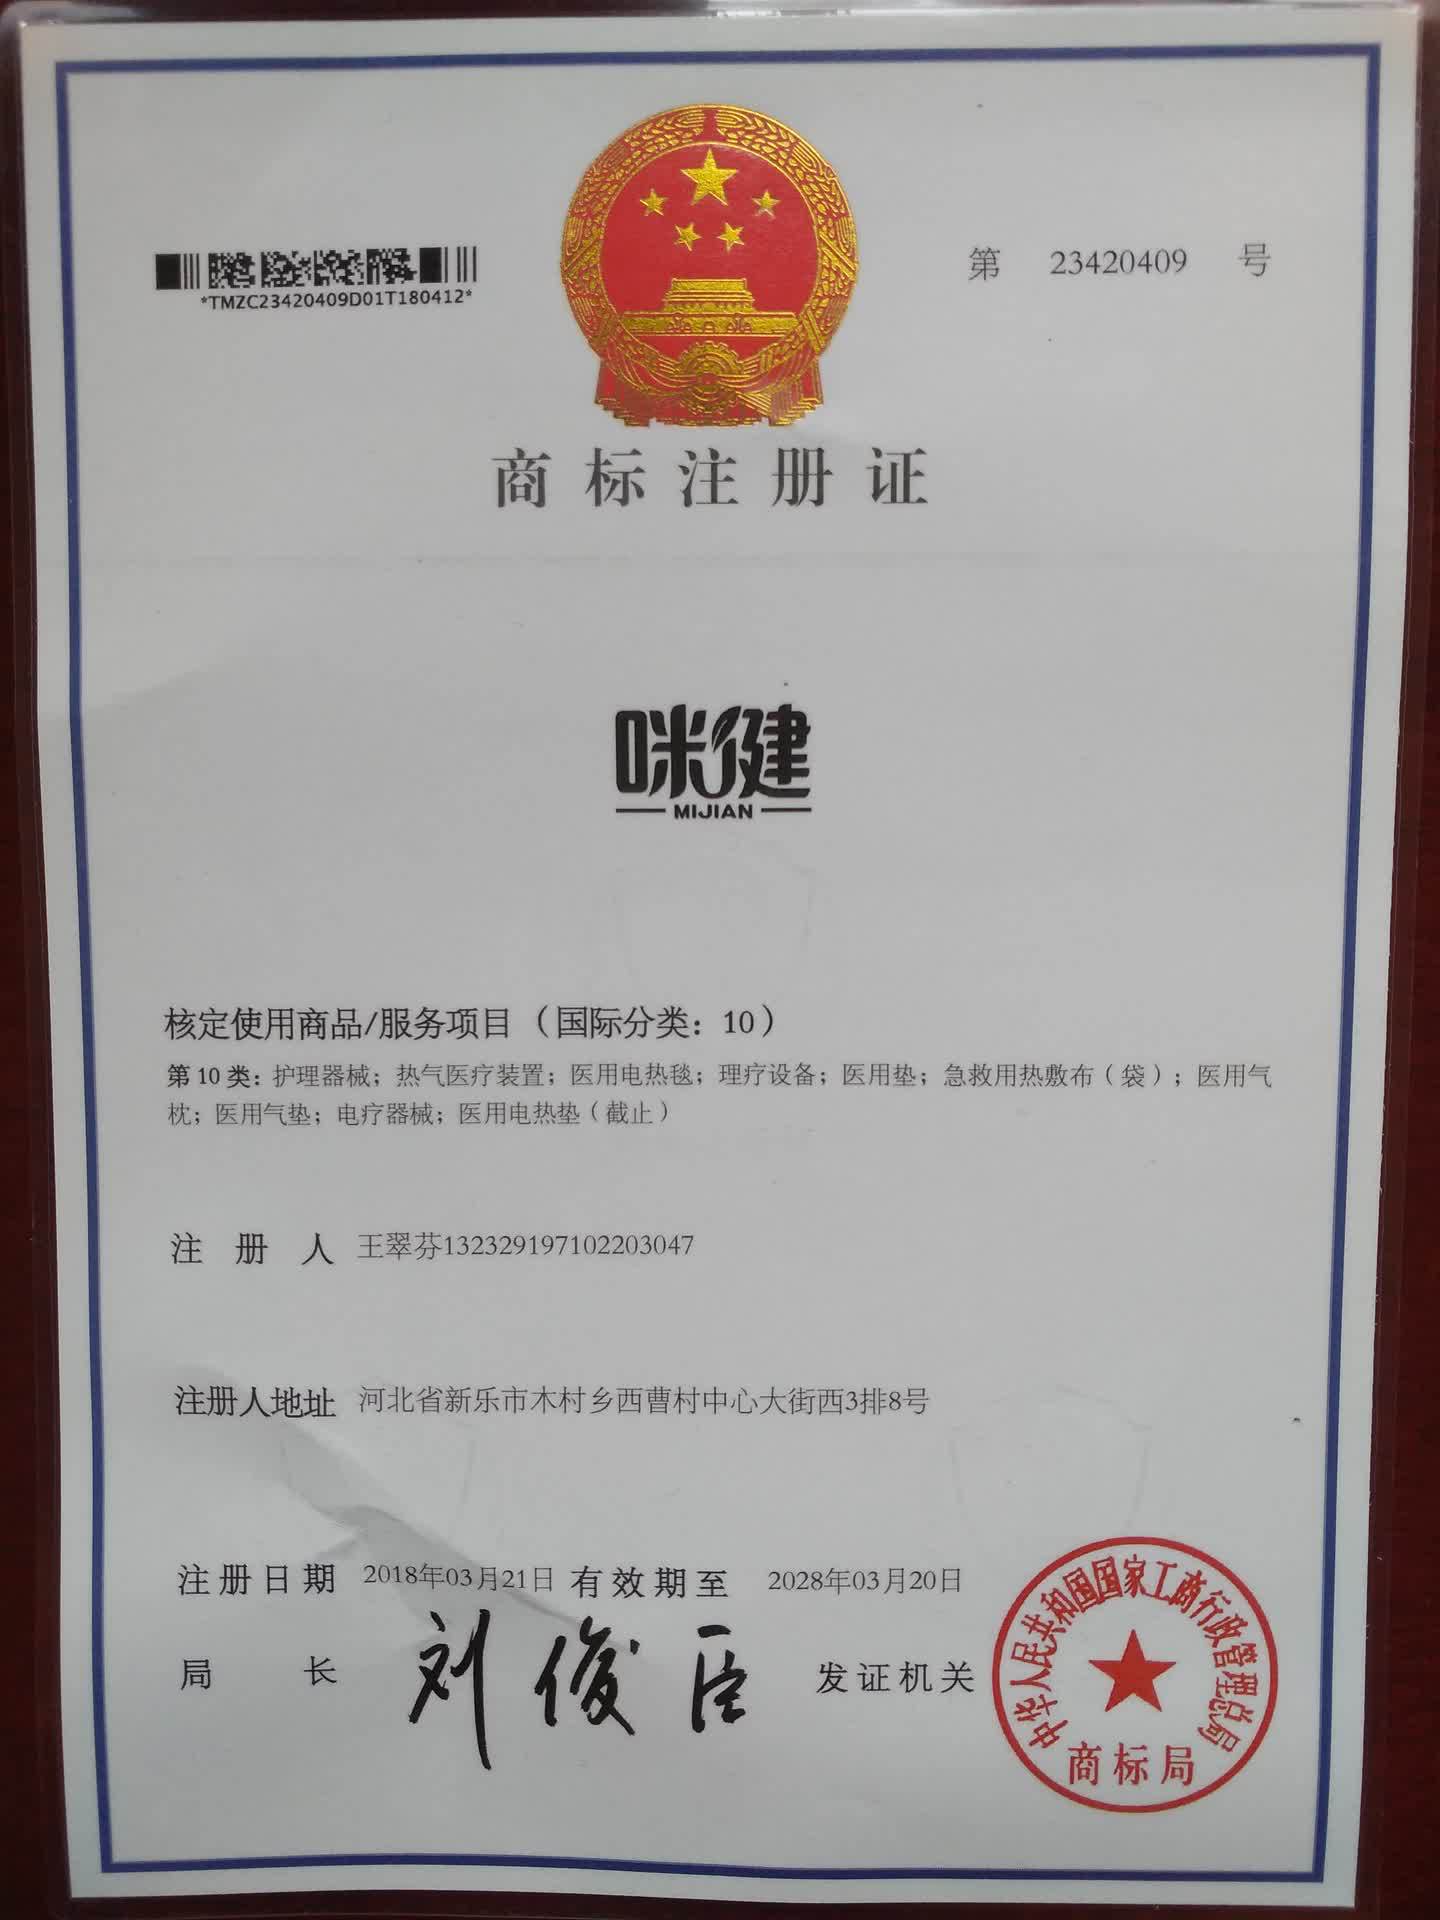 *TMZC23420409D01T180412*
第 23420409 号
商标注册证
咪健
MIJIAN
核定使用商品/服务项目（国际分类：10）
第10类：护理器械；热气医疗装置；医用电热毯；理疗设备；医用垫；急救用热敷布（袋）；医用气
枕；医用气垫；电疗器械；医用电热垫（截止）
注册人 王翠芬132329197102203047
注册人地址 河北省新乐市木村乡西曹村中心大街西3排8号
注册日期 2018年03月21日 有效期至 2028年03月20日
局长 刘俊臣 发证机关
中华人民共和国国家工商行政管理总局
商标局